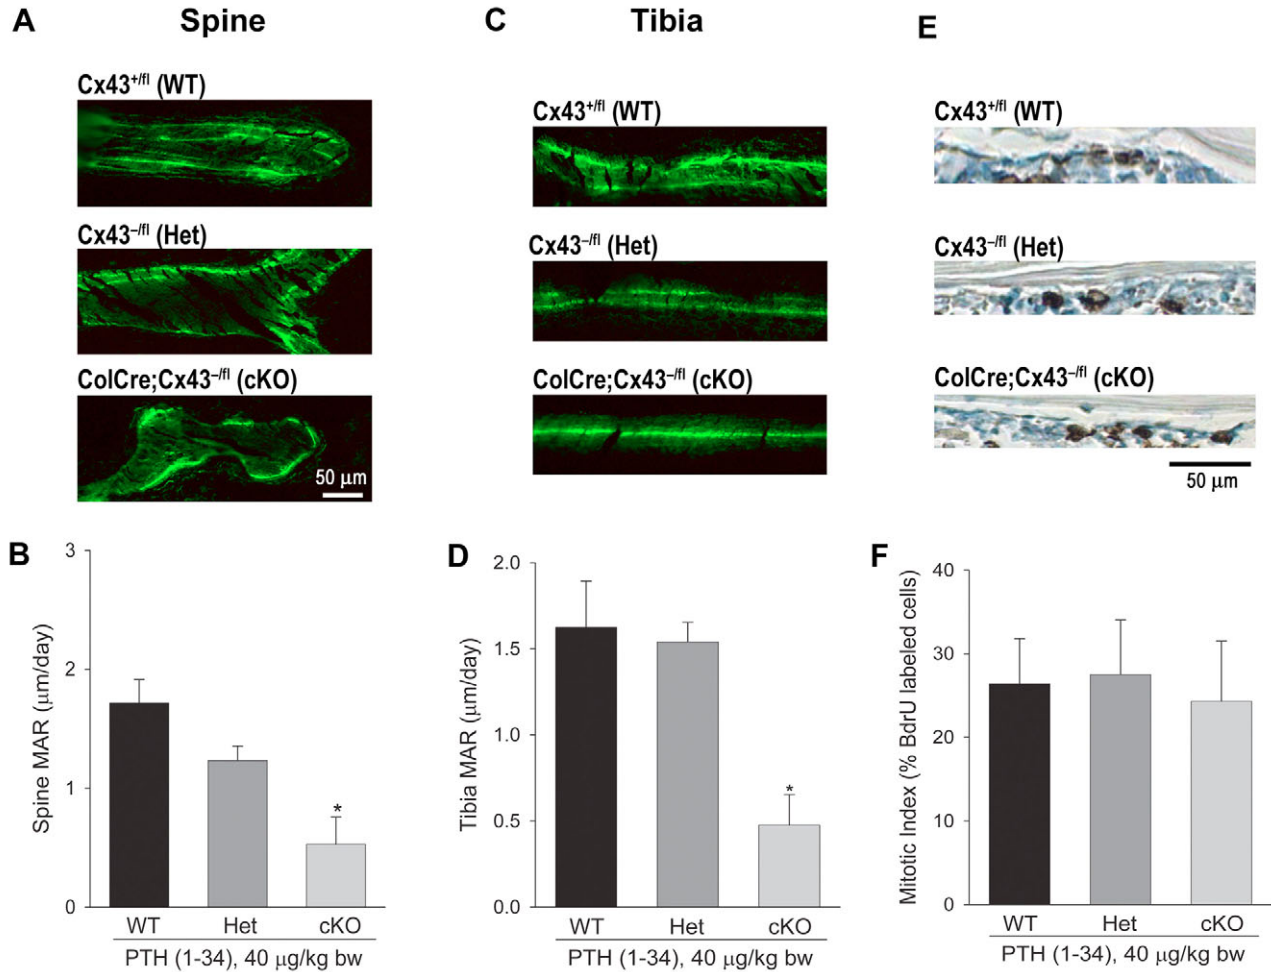 A Spine
Cx43+/fl (WT)
Cx43–/fl (Het)
ColCre;Cx43–/fl (cKO)
50 μm
C Tibia
Cx43+/fl (WT)
Cx43–/fl (Het)
ColCre;Cx43–/fl (cKO)
E
Cx43+/fl (WT)
Cx43–/fl (Het)
ColCre;Cx43–/fl (cKO)
50 μm
B
Spine MAR (μm/day)
3
2
1
0
*
WT Het cKO
PTH (1-34), 40 μg/kg bw
D
Tibia MAR (μm/day)
2.0
1.5
1.0
0.5
0.0
*
WT Het cKO
PTH (1-34), 40 μg/kg bw
F
Mitotic Index (% BdrU labeled cells)
40
30
20
10
0
WT Het cKO
PTH (1-34), 40 μg/kg bw